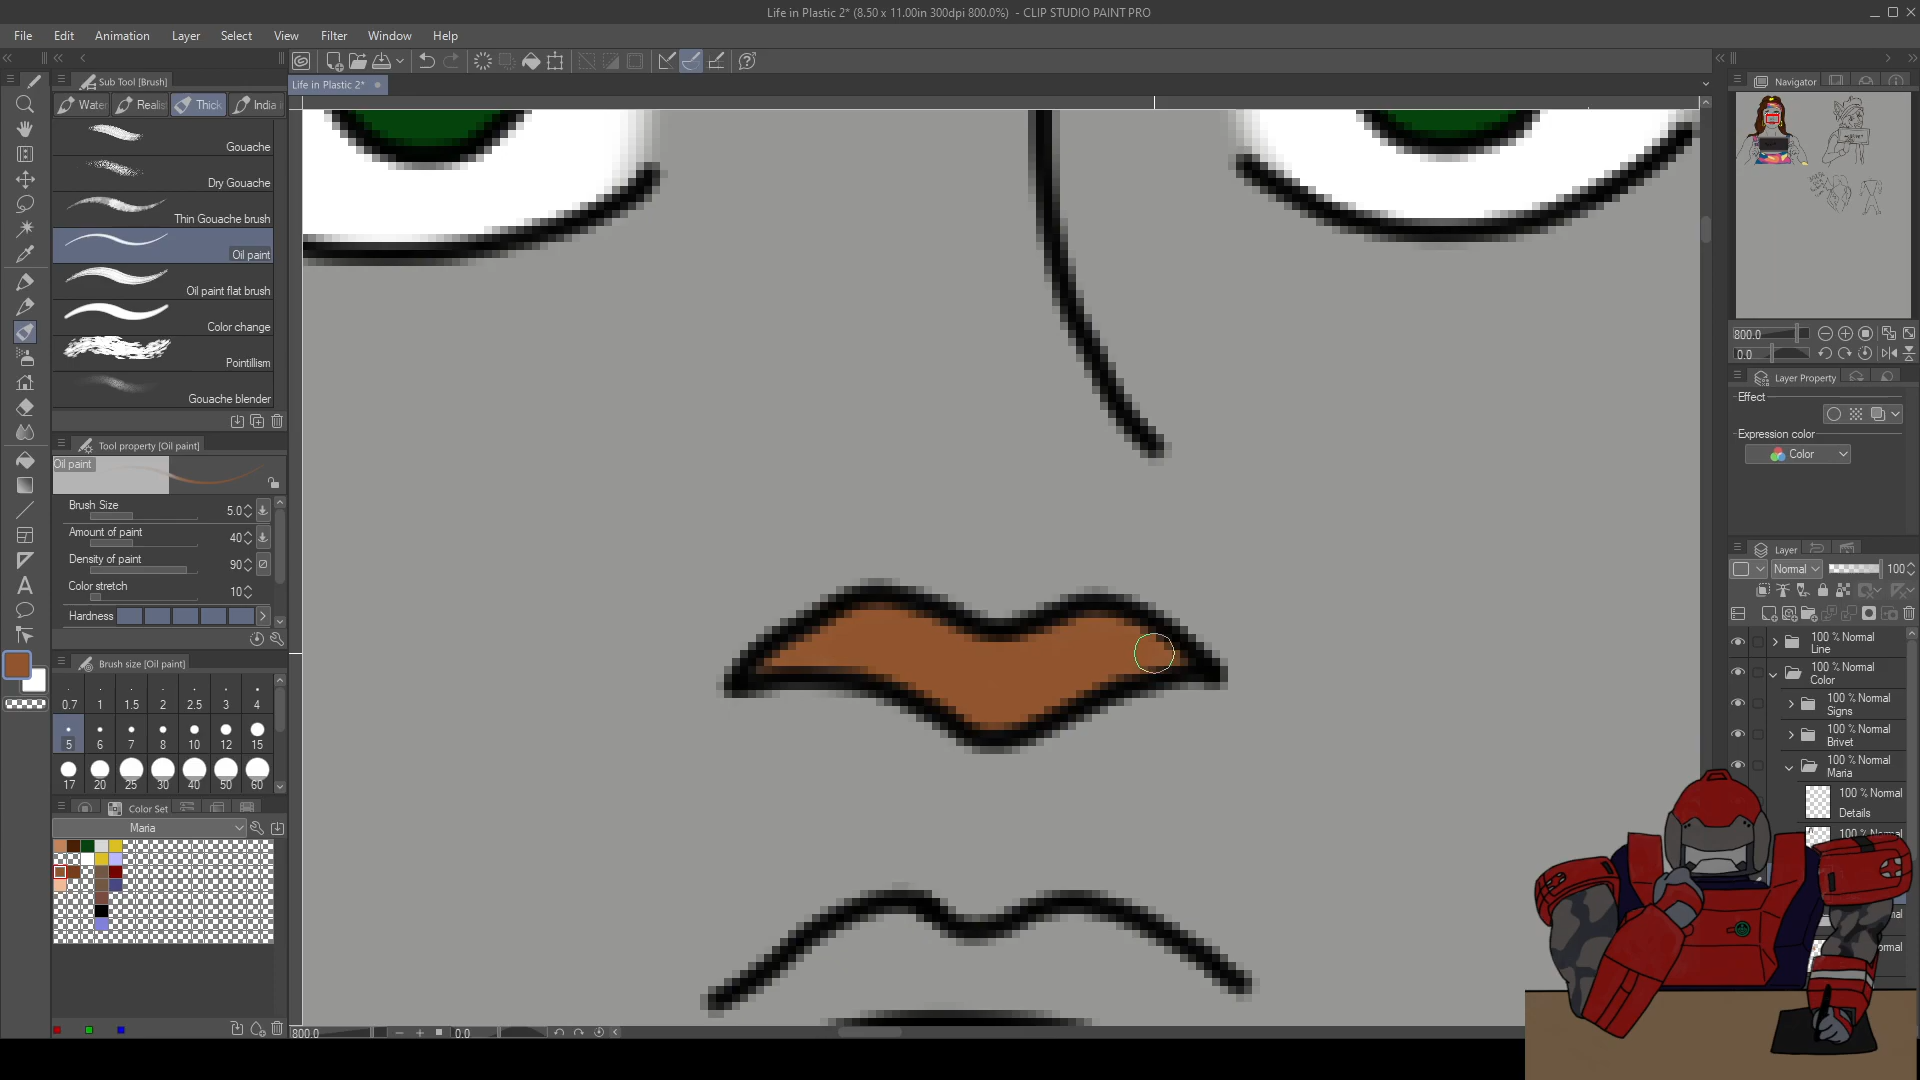 Life in Plastic 2* (8.50 x 11.00in 300dpi 800.0%) - CLIP STUDIO PAINT PRO
File Edit Animation Layer Select View Filter Window Help
Sub Tool [Brush]
Life in Plastic 2*
Navigator
Water Realis Thick India
Gouache
Dry Gouache
Thin Gouache brush
Oil paint
Oil paint flat brush
Color change
Pointillism
Gouache blender
Tool property [Oil paint]
Oil paint
Brush Size 5.0
Amount of paint 40
Density of paint 90
Color stretch 10
Hardness
Brush size [Oil paint]
0.7 1 1.5 2 2.5 3 4
5 6 7 8 10 12 15
17 20 25 30 40 50 60
Color Set
Maria
800.0 0.0
800.0
0.0
Layer Property
Effect
Expression color
Color
Layer
Normal 100
100 % Normal
Line
100 % Normal
Color
100 % Normal
Signs
100 % Normal
Brivet
100 % Normal
Maria
100 % Normal
Details